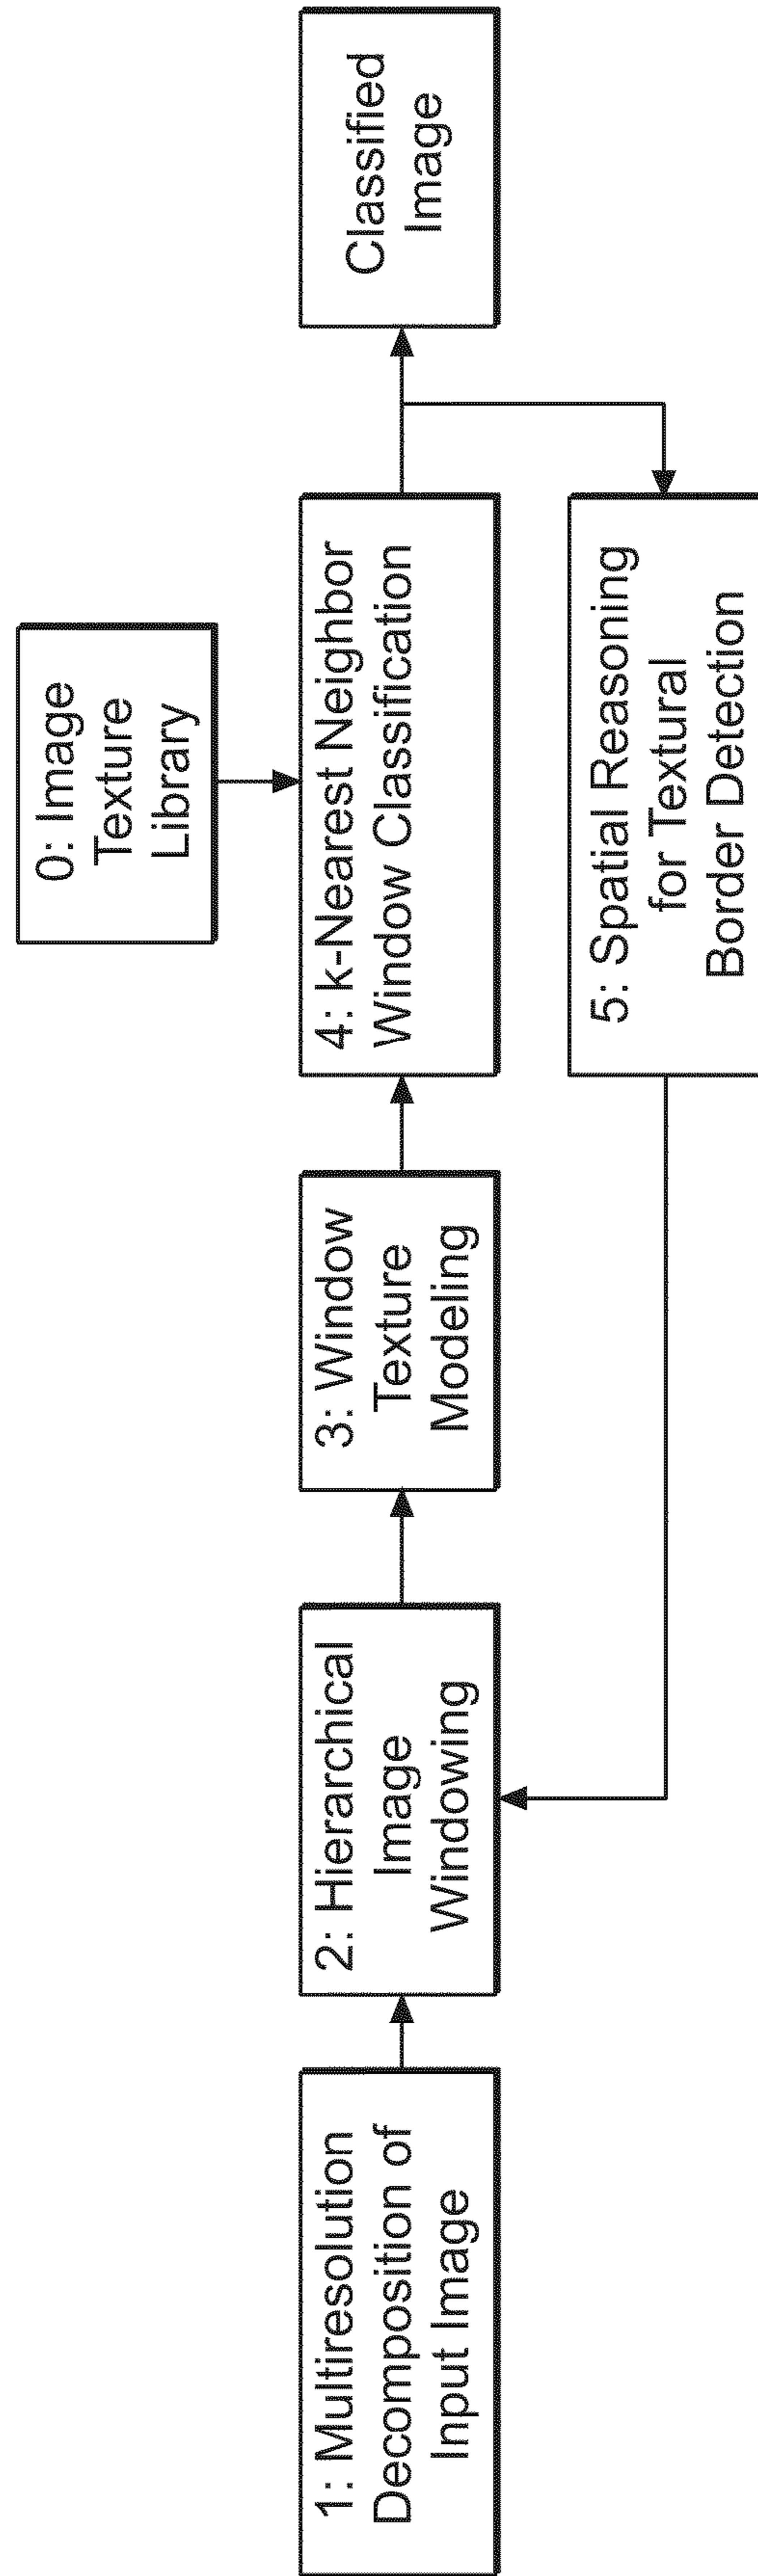 0: Image
Texture
Library
1: Multiresolution
Decomposition of
Input Image
2: Hierarchical
Image
Windowing
3: Window
Texture
Modeling
4: k-Nearest Neighbor
Window Classification
Classified
Image
5: Spatial Reasoning
for Textural
Border Detection